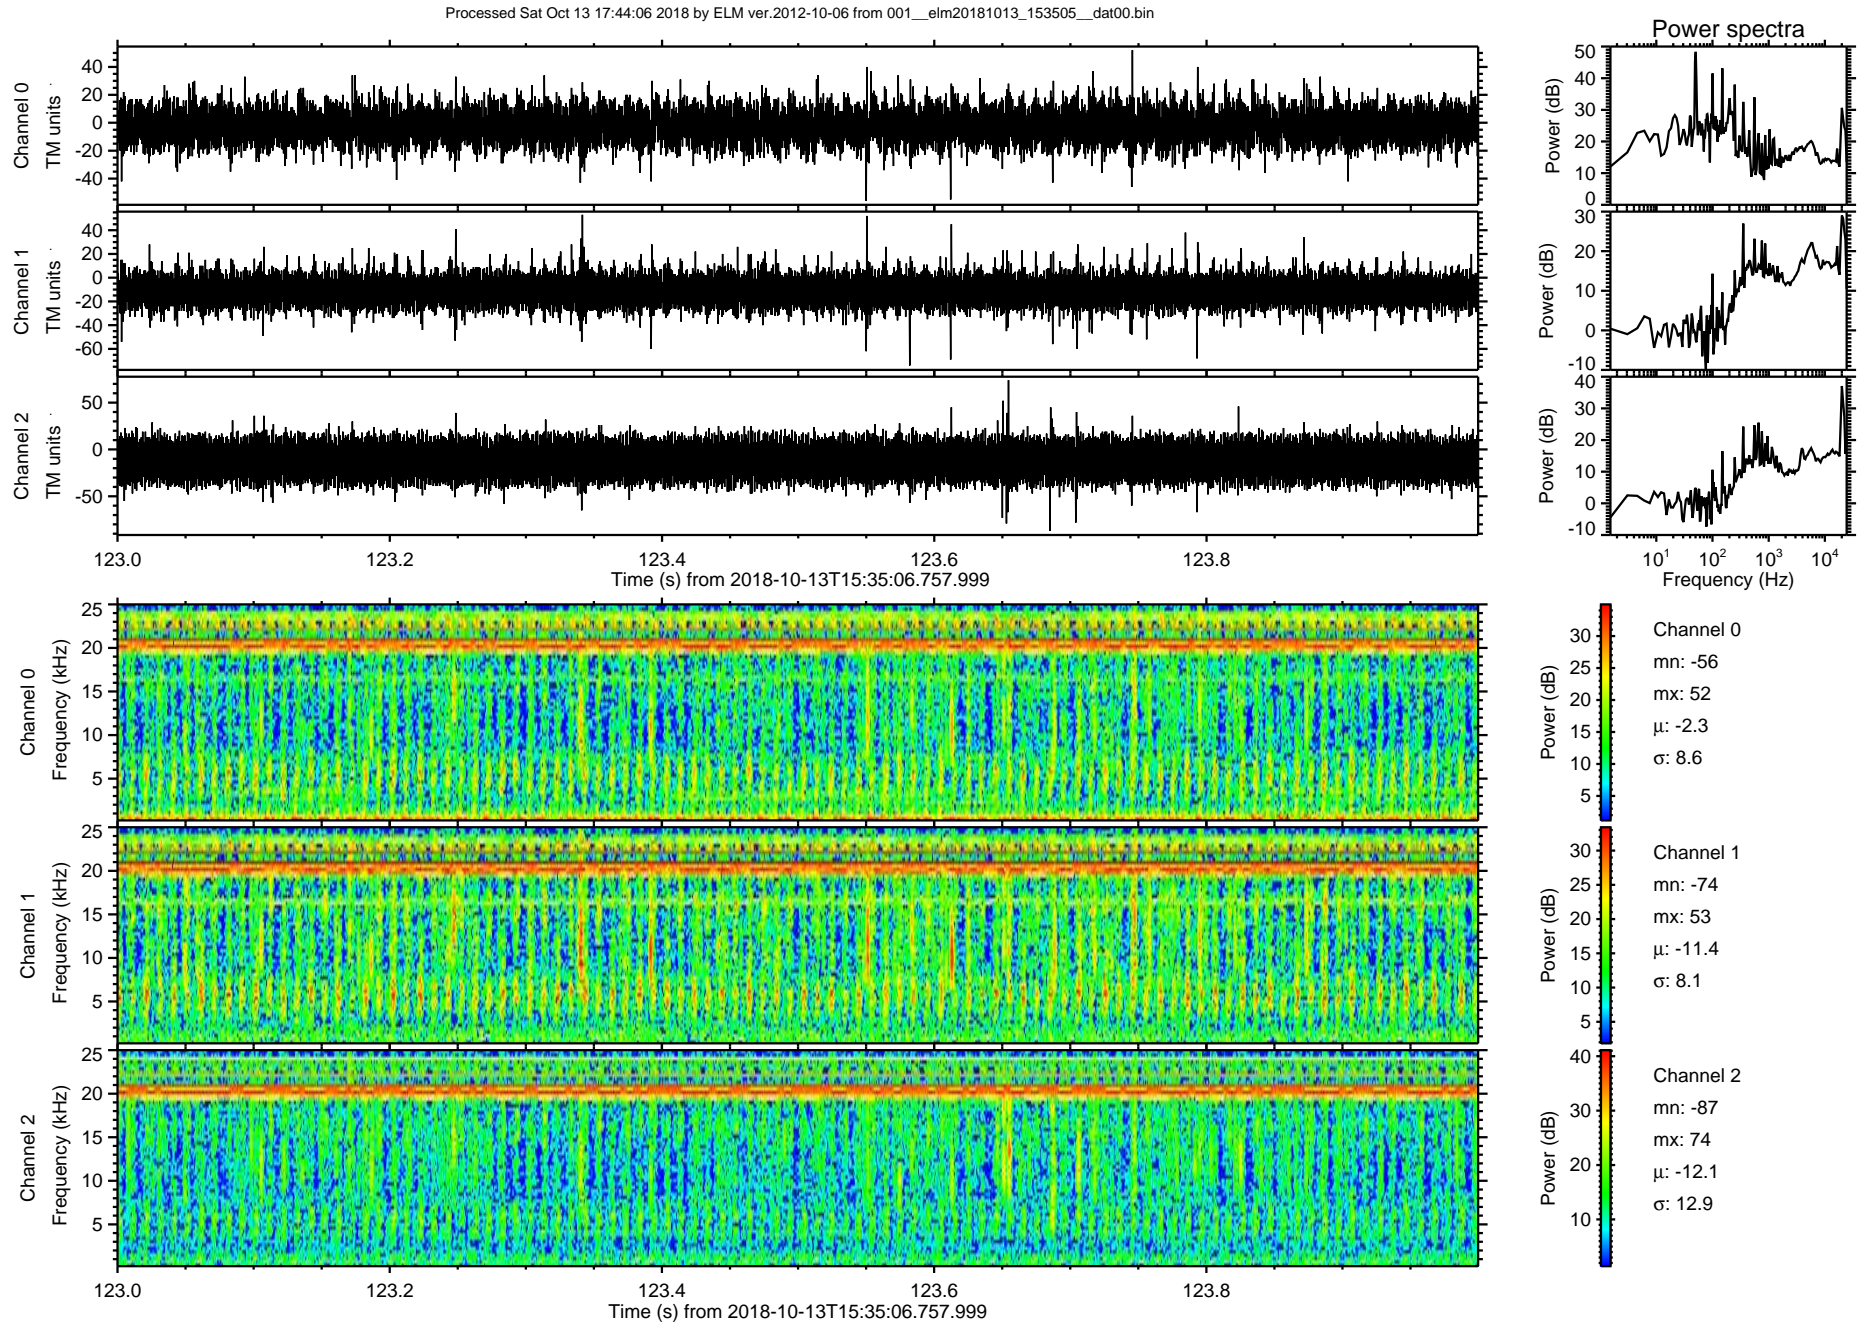 Processed Sat Oct 13 17:44:06 2018 by ELM ver.2012-10-06 from 001__elm20181013_153505__dat00.bin
Power spectra
Channel 0
TM units
40
20
0
-20
-40
Power (dB)
50
40
30
20
10
0
Channel 1
TM units
40
20
0
-20
-40
-60
Power (dB)
30
20
10
0
-10
Channel 2
TM units
50
0
-50
Power (dB)
40
30
20
10
0
-10
123.0 123.2 123.4 123.6 123.8
Time (s) from 2018-10-13T15:35:06.757.999
10^1 10^2 10^3 10^4
Frequency (Hz)
Channel 0
Frequency (kHz)
25
20
15
10
5
Power (dB)
30
25
20
15
10
5
Channel 0
mn: -56
mx: 52
μ: -2.3
σ: 8.6
Channel 1
Frequency (kHz)
25
20
15
10
5
Power (dB)
30
25
20
15
10
5
Channel 1
mn: -74
mx: 53
μ: -11.4
σ: 8.1
Channel 2
Frequency (kHz)
25
20
15
10
5
Power (dB)
40
30
20
10
Channel 2
mn: -87
mx: 74
μ: -12.1
σ: 12.9
123.0 123.2 123.4 123.6 123.8
Time (s) from 2018-10-13T15:35:06.757.999